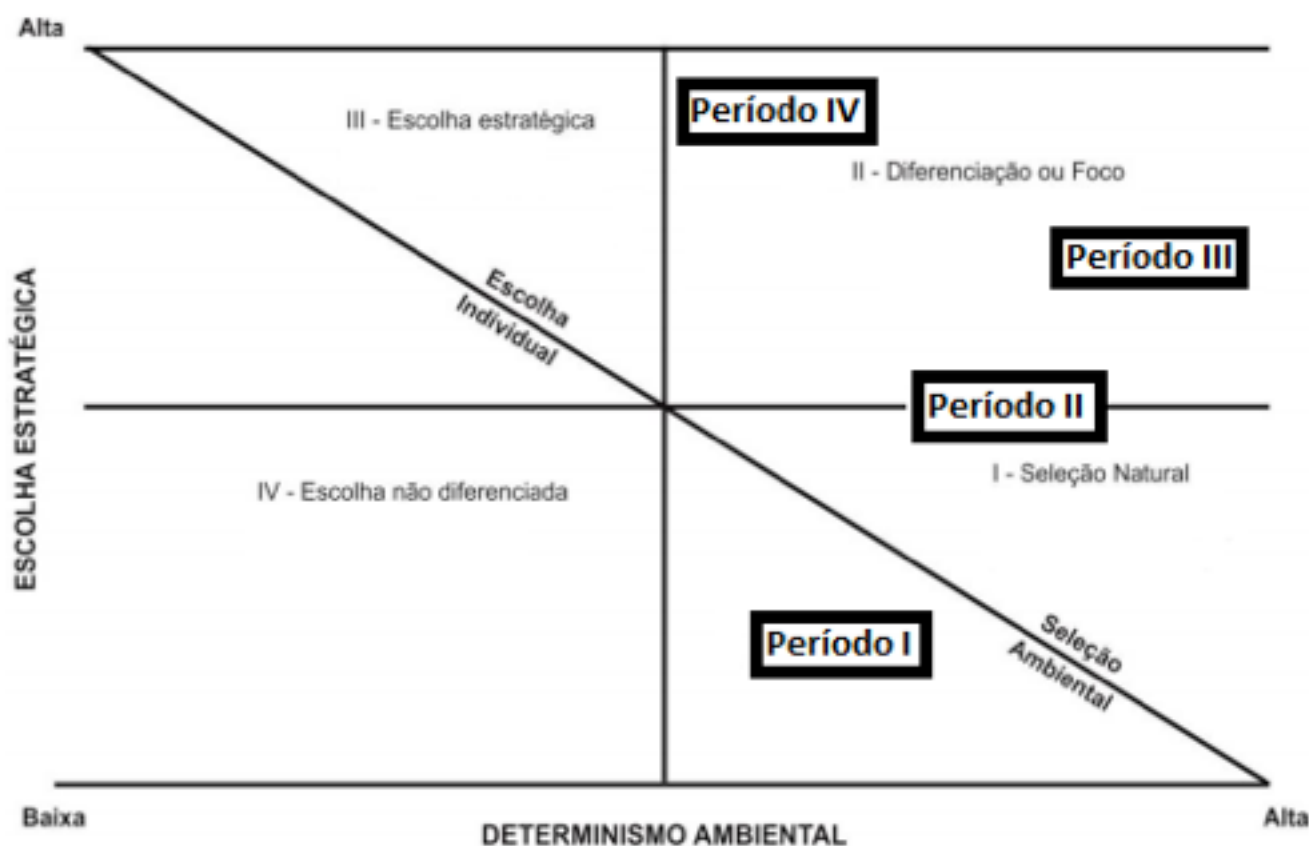 Alta
Período IV
III - Escolha estratégica
II - Diferenciação ou Foco
Período III
Escolha
Individual
ESCOLHA ESTRATÉGICA
Período II
I - Seleção Natural
IV - Escolha não diferenciada
Período I
Seleção
Ambiental
Baixa
Alta
DETERMINISMO AMBIENTAL